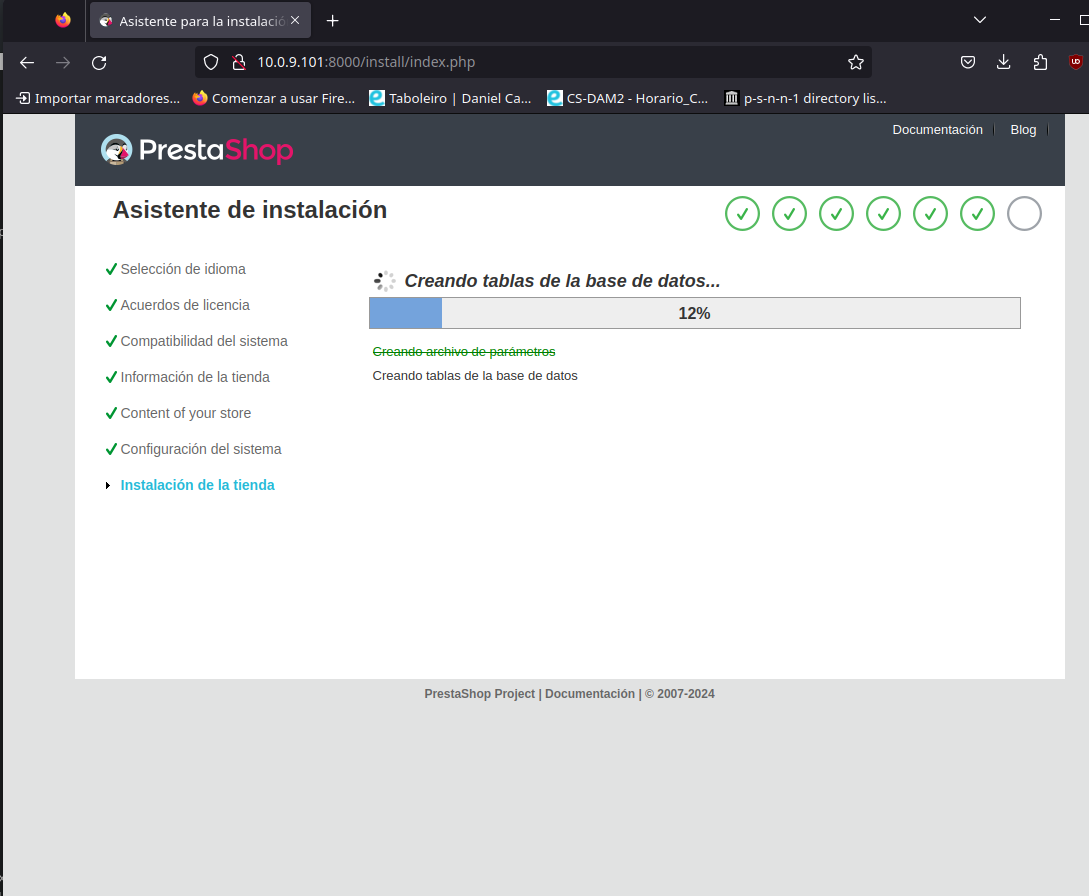 Asistente para la instalació
10.0.9.101:8000/install/index.php
Importar marcadores... Comenzar a usar Fire... Taboleiro | Daniel Ca... CS-DAM2 - Horario_C... p-s-n-n-1 directory lis...
Documentación Blog
PrestaShop
Asistente de instalación
Selección de idioma
Acuerdos de licencia
Compatibilidad del sistema
Información de la tienda
Content of your store
Configuración del sistema
Instalación de la tienda
Creando tablas de la base de datos...
12%
Creando archivo de parámetros
Creando tablas de la base de datos
PrestaShop Project | Documentación | © 2007-2024